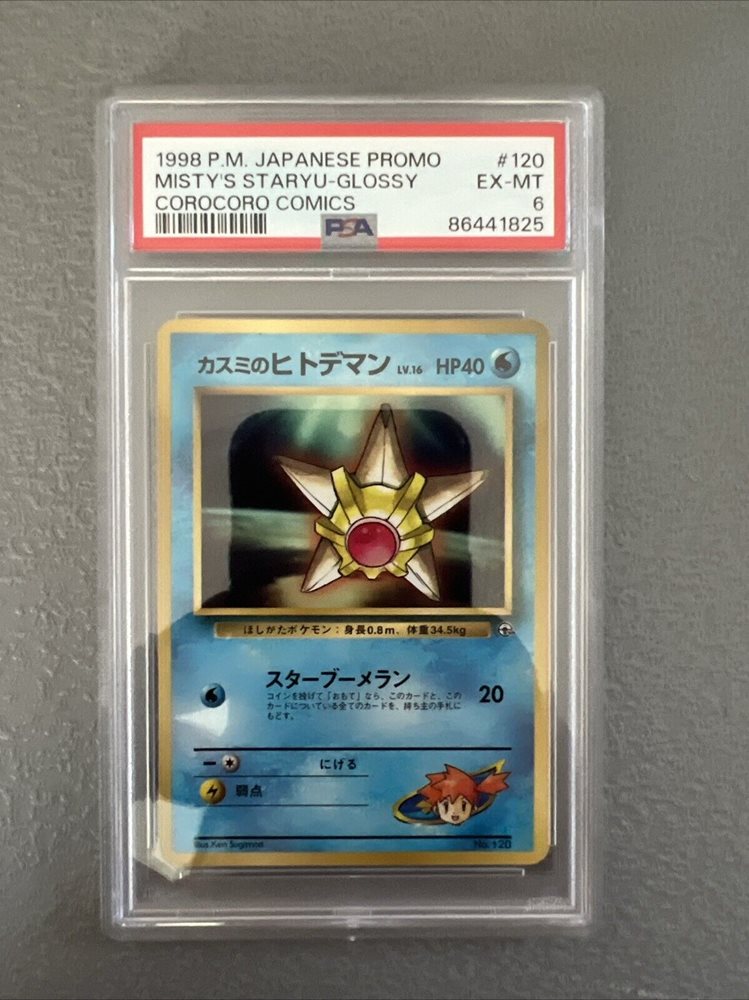 1998 P.M. JAPANESE PROMO #120
MISTY'S STARYU-GLOSSY EX-MT
COROCORO COMICS 6
PSA 86441825
カスミのヒトデマン LV.16 HP40
ほしがたポケモン：身長0.8m、体重34.5kg
スターブーメラン 20
コインを投げて「おもて」なら、このカードと、この
カードについている全てのカードを、持ち主の手札に
もどす。
にげる
弱点
Illus. Ken Sugimori No. 120